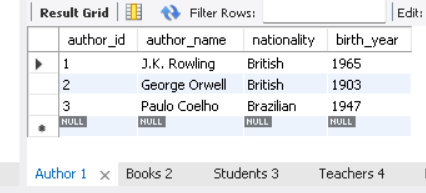 Result Grid Filter Rows: Edit:
author_id author_name nationality birth_year
1 J.K. Rowling British 1965
2 George Orwell British 1903
3 Paulo Coelho Brazilian 1947
NULL NULL NULL NULL
Author 1 Books 2 Students 3 Teachers 4